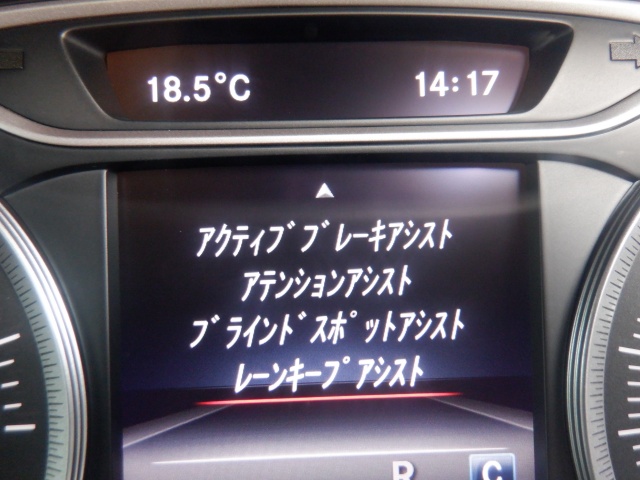 18.5°C 14:17
ｱｸﾃｨﾌﾞﾌﾞﾚｰｷｱｼｽﾄ
ｱﾃﾝｼｮﾝｱｼｽﾄ
ﾌﾞﾗｲﾝﾄﾞｽﾎﾟｯﾄｱｼｽﾄ
ﾚｰﾝｷｰﾌﾟｱｼｽﾄ
R C